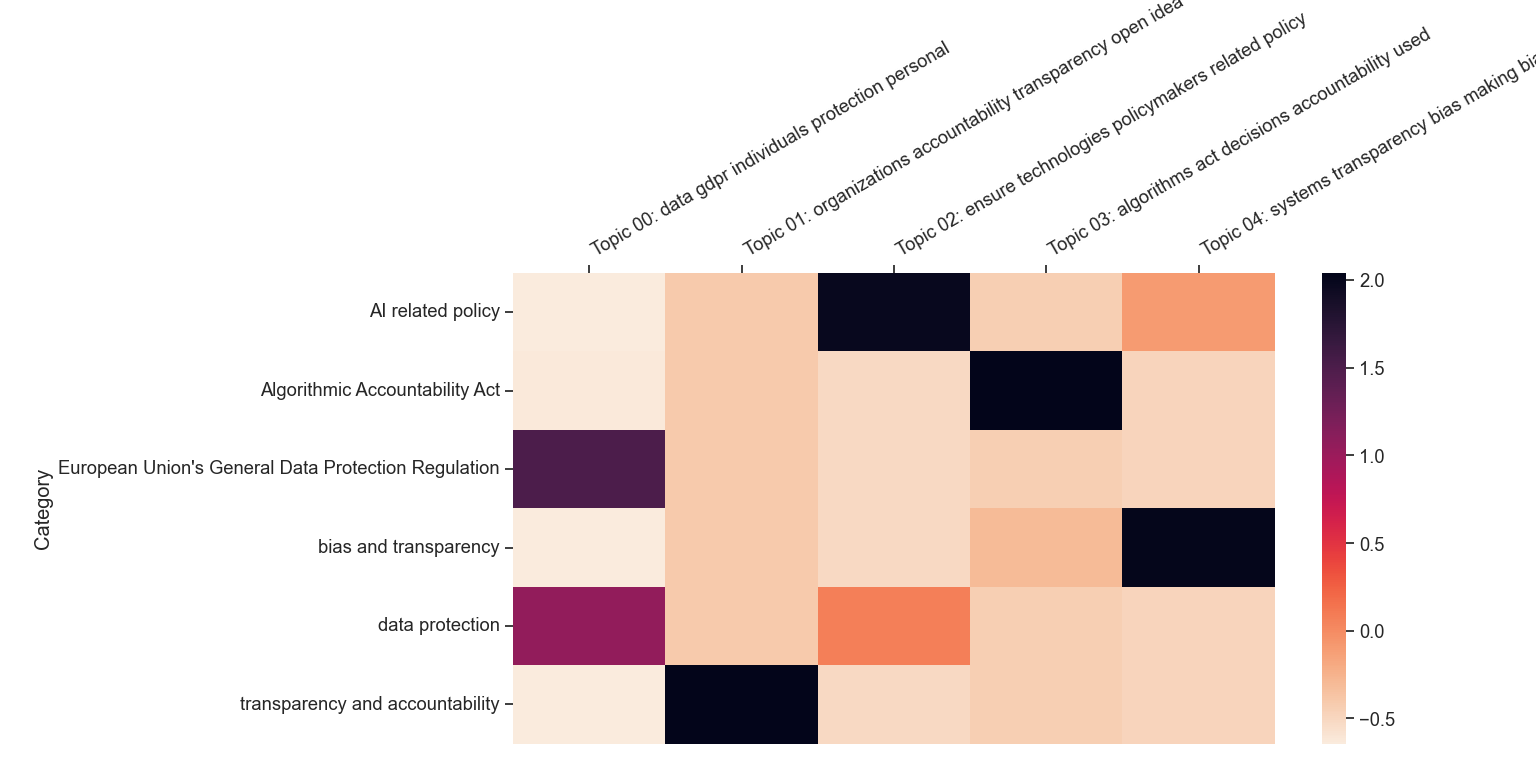 Topic 00: data gdpr individuals protection personal
Topic 01: organizations accountability transparency open idea
Topic 02: ensure technologies policymakers related policy
Topic 03: algorithms act decisions accountability used
Topic 04: systems transparency bias making
Category
AI related policy
Algorithmic Accountability Act
European Union's General Data Protection Regulation
bias and transparency
data protection
transparency and accountability
2.0
1.5
1.0
0.5
0.0
−0.5